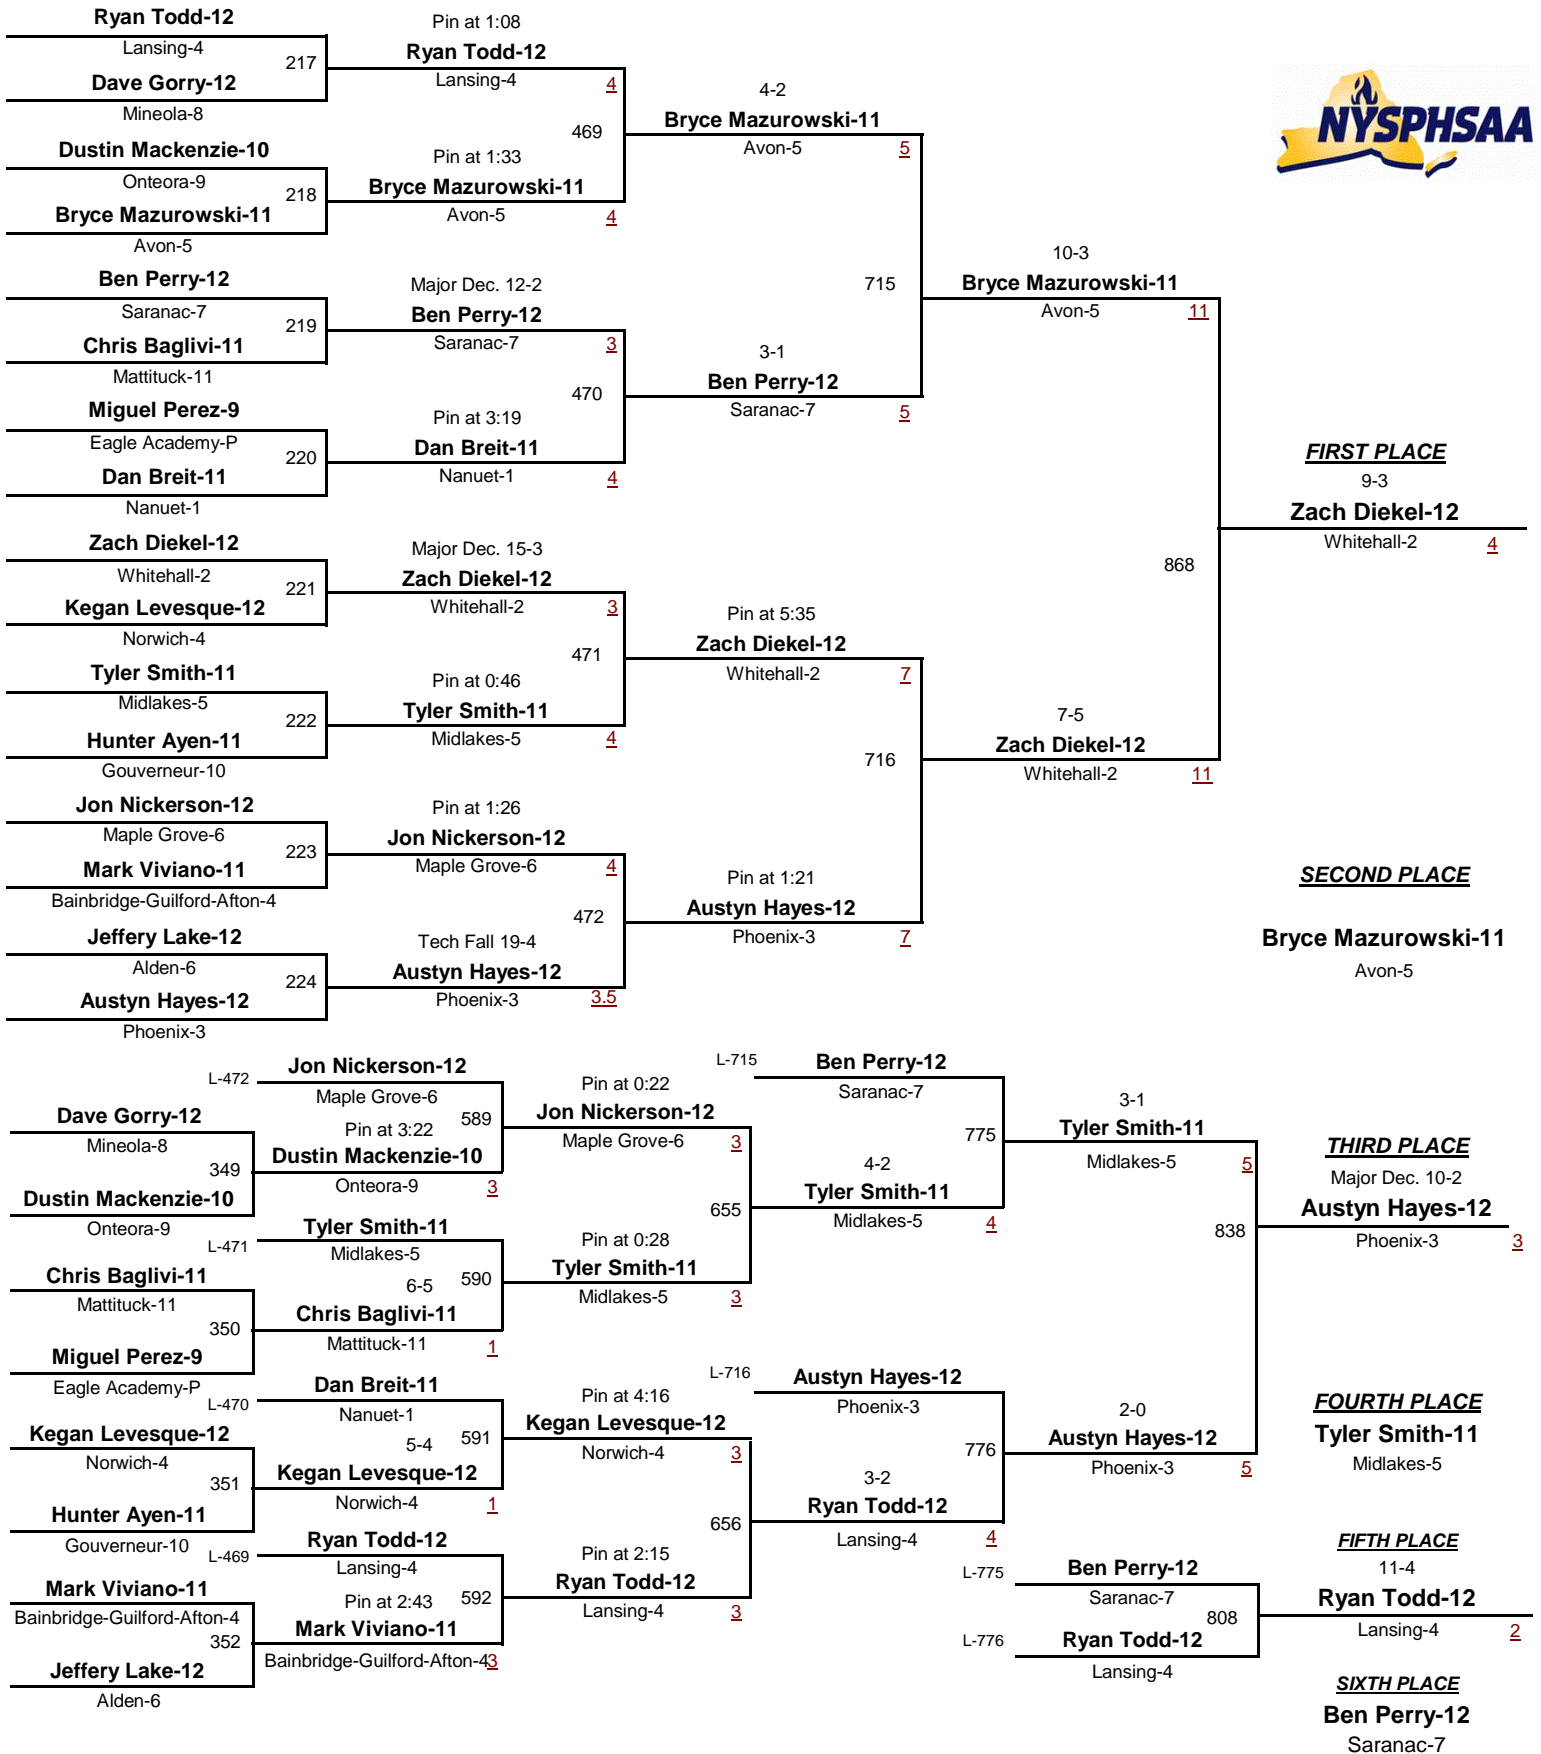 Ryan Todd-12
Lansing-4
217
Dave Gorry-12
Mineola-8
Dustin Mackenzie-10
Onteora-9
218
Bryce Mazurowski-11
Avon-5
Ben Perry-12
Saranac-7
219
Chris Baglivi-11
Mattituck-11
Miguel Perez-9
Eagle Academy-P
220
Dan Breit-11
Nanuet-1
Zach Diekel-12
Whitehall-2
221
Kegan Levesque-12
Norwich-4
Tyler Smith-11
Midlakes-5
222
Hunter Ayen-11
Gouverneur-10
Jon Nickerson-12
Maple Grove-6
223
Mark Viviano-11
Bainbridge-Guilford-Afton-4
Jeffery Lake-12
Alden-6
224
Austyn Hayes-12
Phoenix-3
Pin at 1:08
Ryan Todd-12
Lansing-4
4
469
Pin at 1:33
Bryce Mazurowski-11
Avon-5
4
Major Dec. 12-2
Ben Perry-12
Saranac-7
3
470
Pin at 3:19
Dan Breit-11
Nanuet-1
4
Major Dec. 15-3
Zach Diekel-12
Whitehall-2
3
471
Pin at 0:46
Tyler Smith-11
Midlakes-5
4
Pin at 1:26
Jon Nickerson-12
Maple Grove-6
4
472
Tech Fall 19-4
Austyn Hayes-12
Phoenix-3
3.5
4-2
Bryce Mazurowski-11
Avon-5
5
715
3-1
Ben Perry-12
Saranac-7
5
Pin at 5:35
Zach Diekel-12
Whitehall-2
7
716
Pin at 1:21
Austyn Hayes-12
Phoenix-3
7
10-3
Bryce Mazurowski-11
Avon-5
11
868
7-5
Zach Diekel-12
Whitehall-2
11
NYSPHSAA
FIRST PLACE
9-3
Zach Diekel-12
Whitehall-2
4
SECOND PLACE
Bryce Mazurowski-11
Avon-5
L-472
Dave Gorry-12
Mineola-8
349
Dustin Mackenzie-10
Onteora-9
L-471
Chris Baglivi-11
Mattituck-11
350
Miguel Perez-9
Eagle Academy-P
L-470
Kegan Levesque-12
Norwich-4
351
Hunter Ayen-11
Gouverneur-10
L-469
Mark Viviano-11
Bainbridge-Guilford-Afton-4
352
Jeffery Lake-12
Alden-6
Jon Nickerson-12
Maple Grove-6
589
Pin at 3:22
Dustin Mackenzie-10
Onteora-9
3
Tyler Smith-11
Midlakes-5
6-5
590
Chris Baglivi-11
Mattituck-11
1
Dan Breit-11
Nanuet-1
5-4
591
Kegan Levesque-12
Norwich-4
1
Ryan Todd-12
Lansing-4
Pin at 2:43
592
Mark Viviano-11
Bainbridge-Guilford-Afton-4
3
Pin at 0:22
Jon Nickerson-12
Maple Grove-6
3
655
Pin at 0:28
Tyler Smith-11
Midlakes-5
3
Pin at 4:16
Kegan Levesque-12
Norwich-4
3
656
Pin at 2:15
Ryan Todd-12
Lansing-4
3
L-715
Ben Perry-12
Saranac-7
775
4-2
Tyler Smith-11
Midlakes-5
4
L-716
Austyn Hayes-12
Phoenix-3
776
3-2
Ryan Todd-12
Lansing-4
4
3-1
Tyler Smith-11
Midlakes-5
5
838
2-0
Austyn Hayes-12
Phoenix-3
5
L-775
Ben Perry-12
Saranac-7
808
L-776
Ryan Todd-12
Lansing-4
THIRD PLACE
Major Dec. 10-2
Austyn Hayes-12
Phoenix-3
3
FOURTH PLACE
Tyler Smith-11
Midlakes-5
FIFTH PLACE
11-4
Ryan Todd-12
Lansing-4
2
SIXTH PLACE
Ben Perry-12
Saranac-7